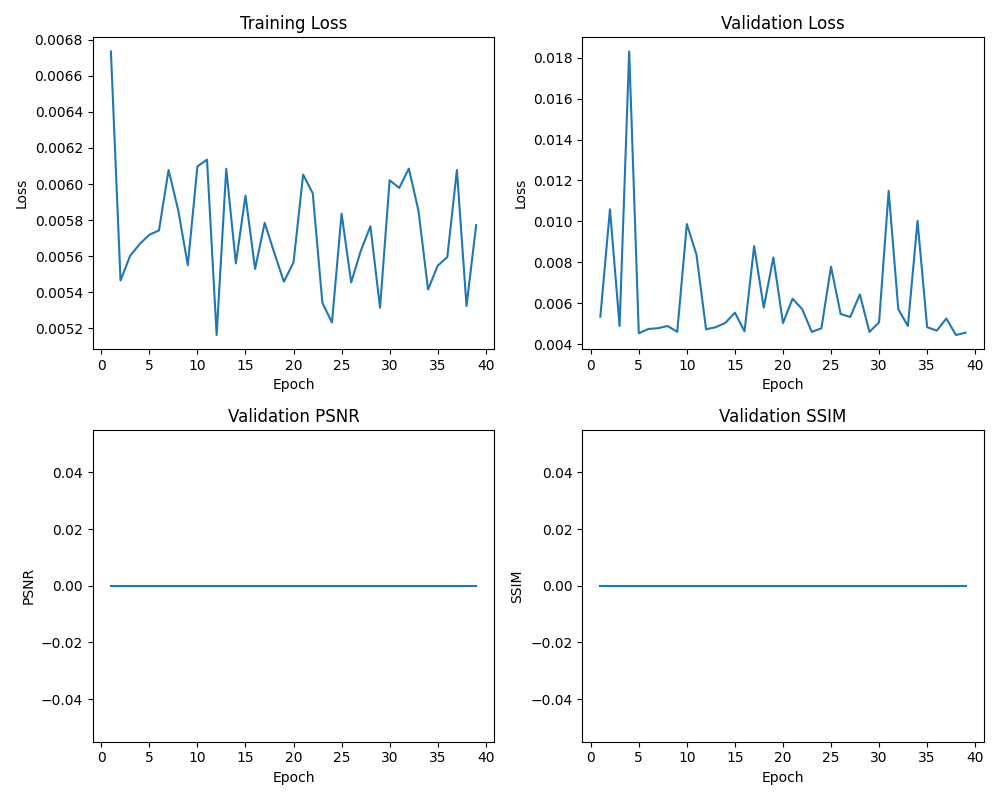 Training Loss
Loss
0.0068
0.0066
0.0064
0.0062
0.0060
0.0058
0.0056
0.0054
0.0052
0 5 10 15 20 25 30 35 40
Epoch
Validation Loss
Loss
0.018
0.016
0.014
0.012
0.010
0.008
0.006
0.004
0 5 10 15 20 25 30 35 40
Epoch
Validation PSNR
PSNR
0.04
0.02
0.00
−0.02
−0.04
0 5 10 15 20 25 30 35 40
Epoch
Validation SSIM
SSIM
0.04
0.02
0.00
−0.02
−0.04
0 5 10 15 20 25 30 35 40
Epoch